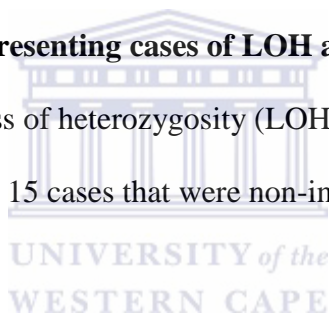 resenting cases of LOH a
ss of heterozygosity (LOH
15 cases that were non-in
UNIVERSITY of the
WESTERN CAPE